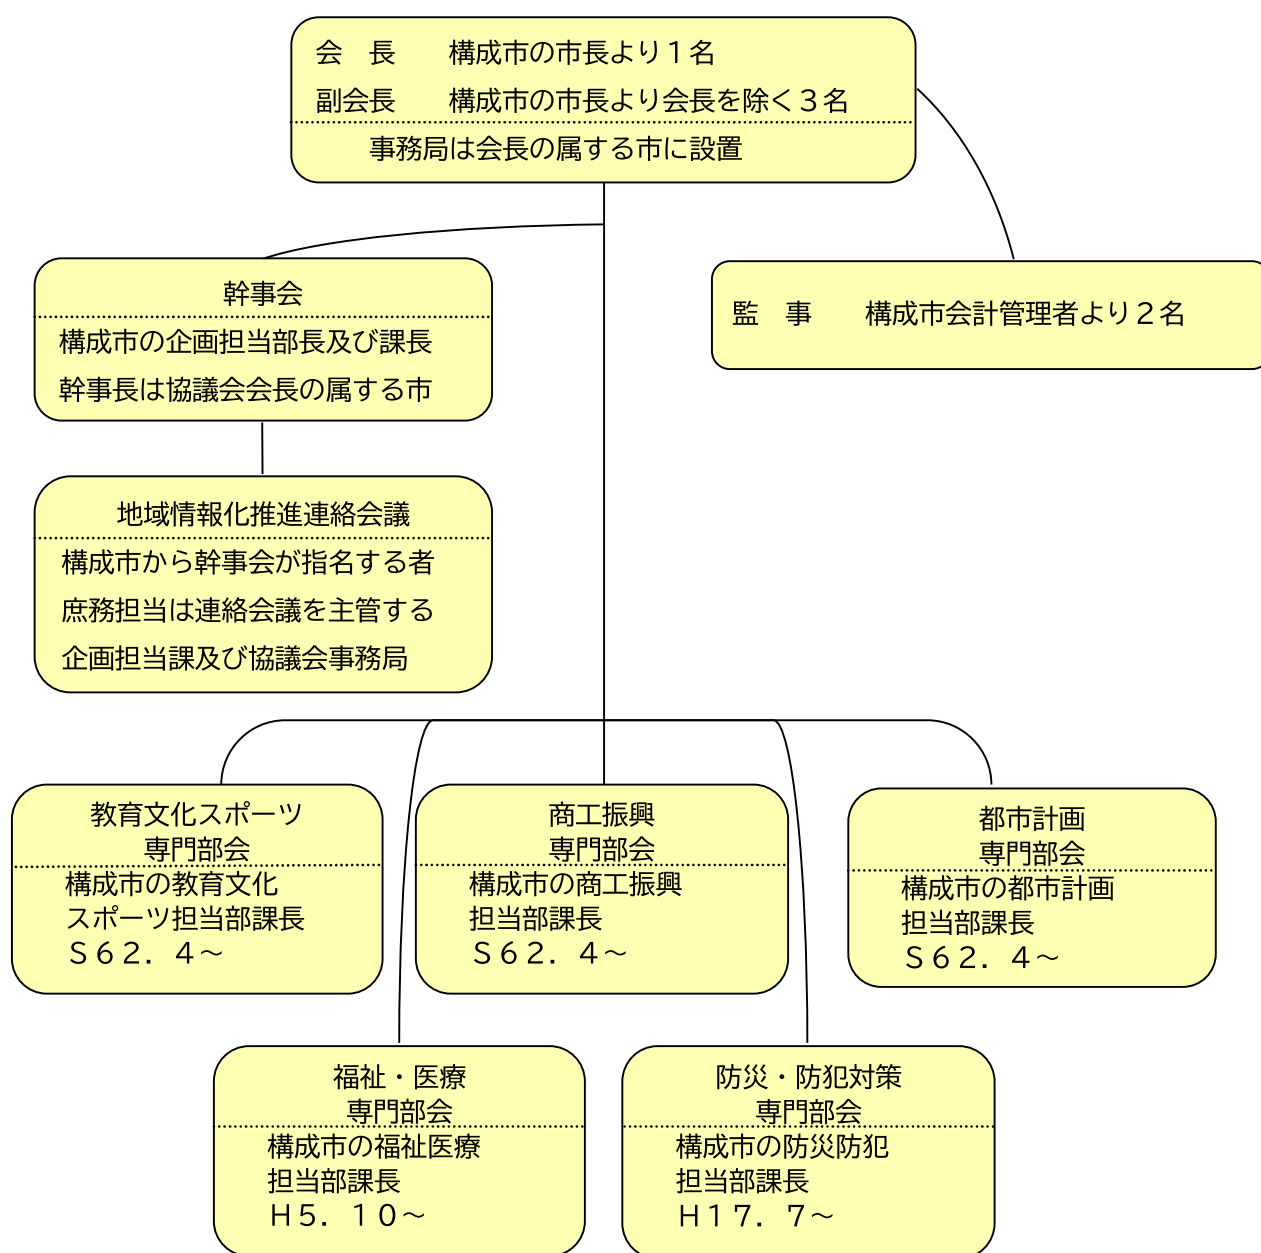 会　長　　構成市の市長より１名
副会長　　構成市の市長より会長を除く３名
事務局は会長の属する市に設置
幹事会
構成市の企画担当部長及び課長
幹事長は協議会会長の属する市
監　事　　構成市会計管理者より２名
地域情報化推進連絡会議
構成市から幹事会が指名する者
庶務担当は連絡会議を主管する
企画担当課及び協議会事務局
教育文化スポーツ
専門部会
構成市の教育文化
スポーツ担当部課長
Ｓ６２．４～
商工振興
専門部会
構成市の商工振興
担当部課長
Ｓ６２．４～
都市計画
専門部会
構成市の都市計画
担当部課長
Ｓ６２．４～
福祉・医療
専門部会
構成市の福祉医療
担当部課長
Ｈ５．１０～
防災・防犯対策
専門部会
構成市の防災防犯
担当部課長
Ｈ１７．７～